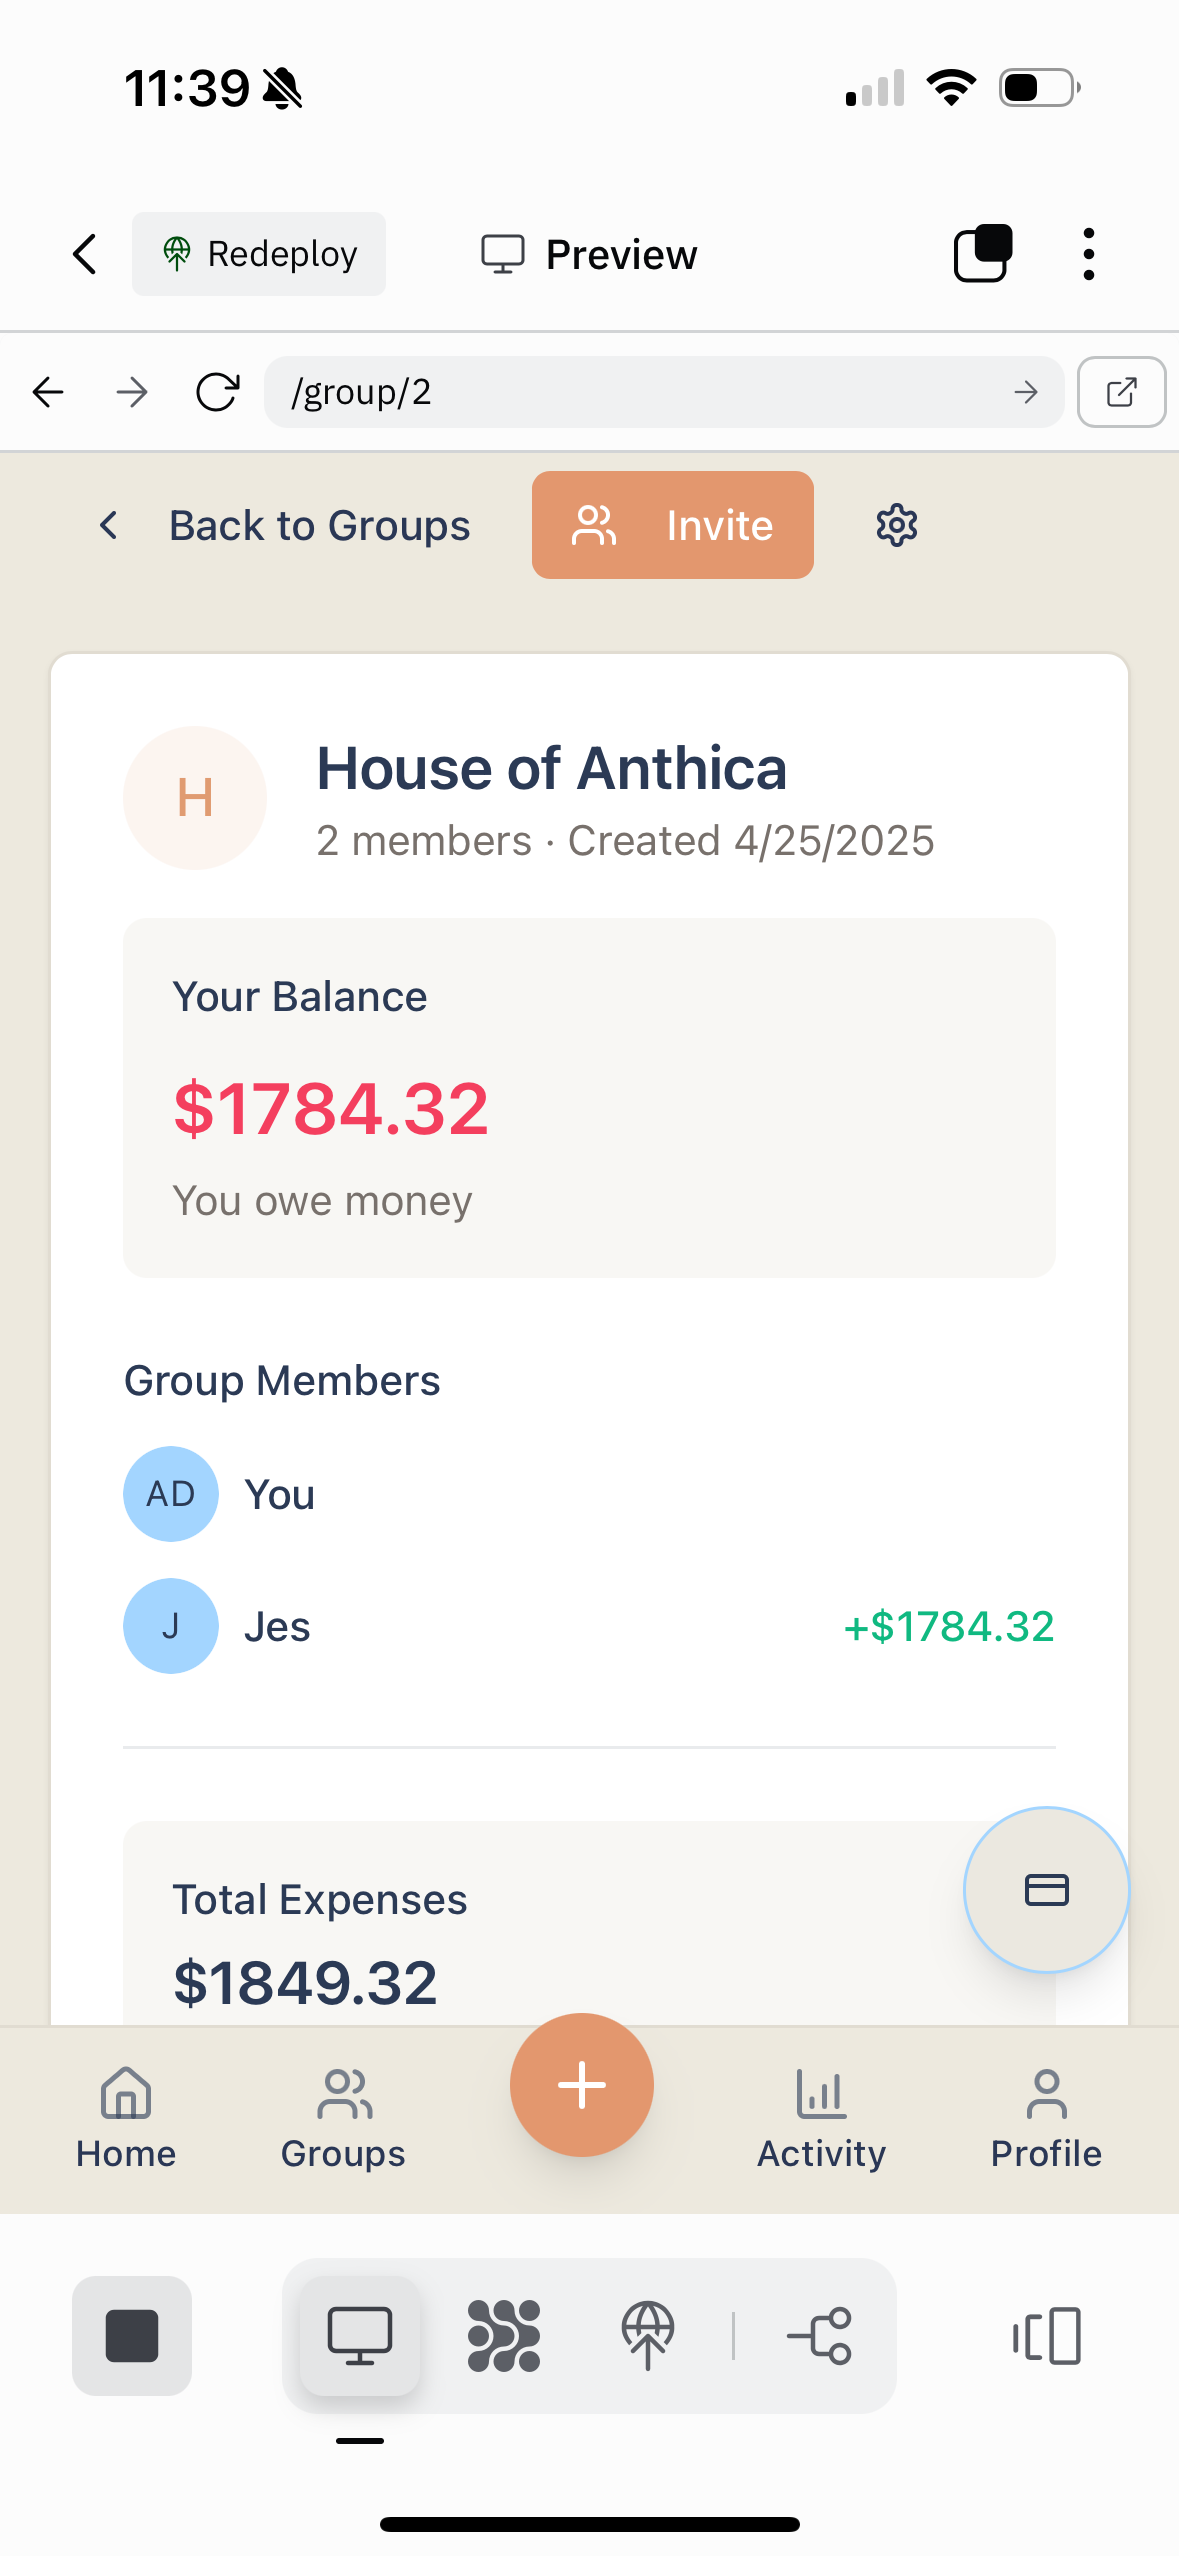 11:39
Redeploy
Preview
/group/2
Back to Groups
Invite
H
House of Anthica
2 members · Created 4/25/2025
Your Balance
$1784.32
You owe money
Group Members
AD
You
J
Jes
+$1784.32
Total Expenses
$1849.32
Home
Groups
Activity
Profile